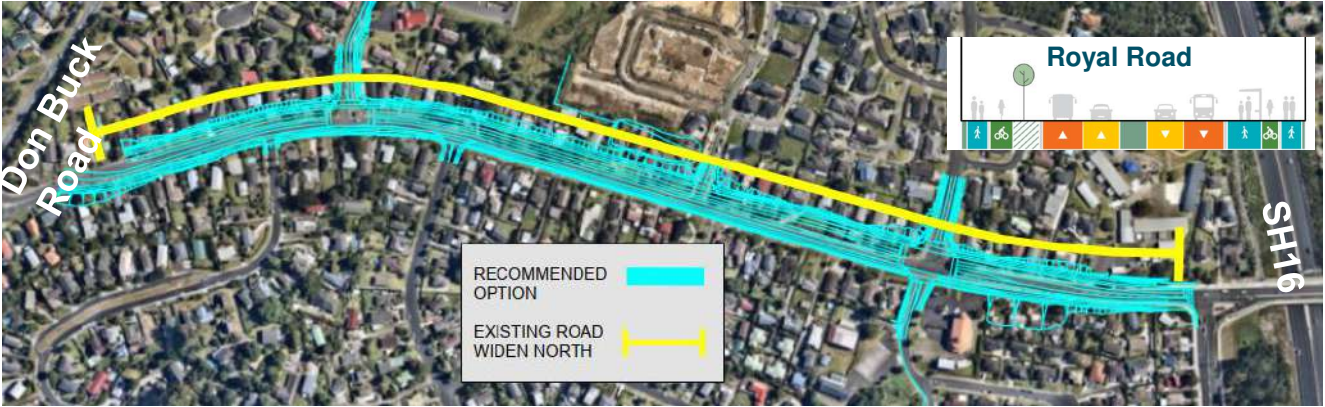 Don Buck
Road
Royal Road
SH16
RECOMMENDED
OPTION
EXISTING ROAD
WIDEN NORTH